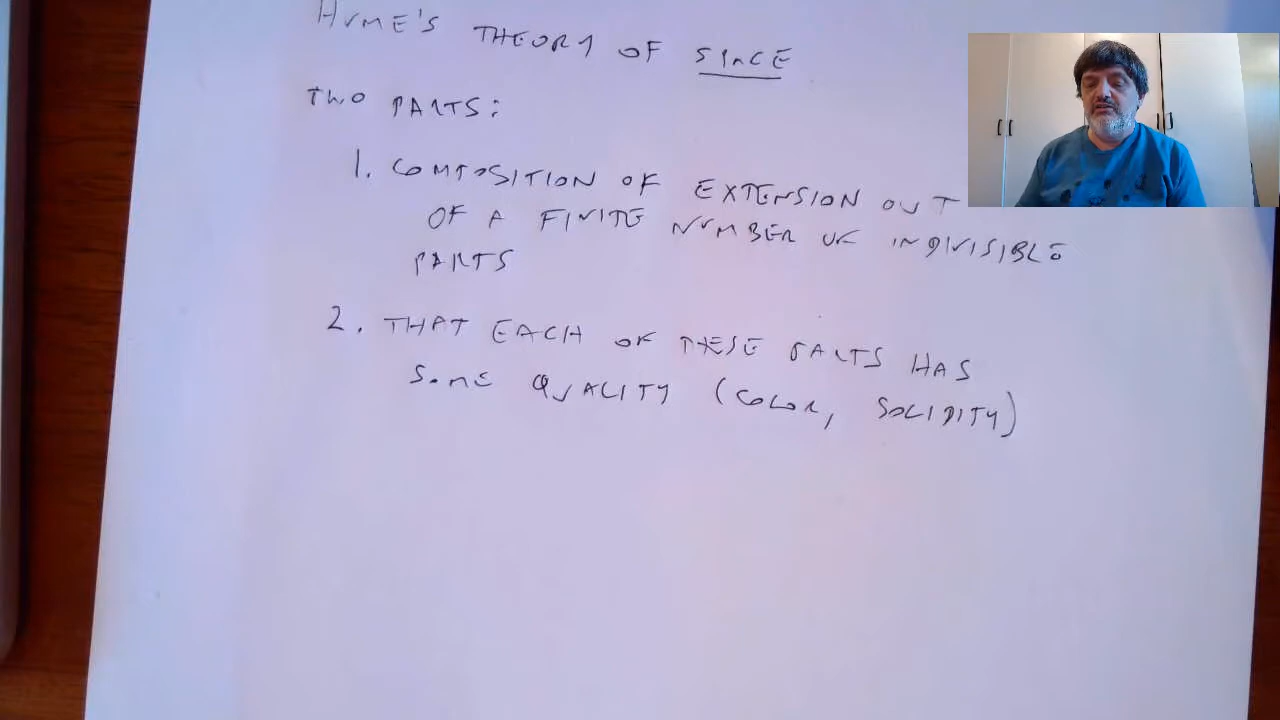 HUME'S THEORY OF SPACE
TWO PARTS:
1. COMPOSITION OF EXTENSION OUT
OF A FINITE NUMBER OF INDIVISIBLE
PARTS
2. THAT EACH OF THESE PARTS HAS
SOME QUALITY (COLOR, SOLIDITY)